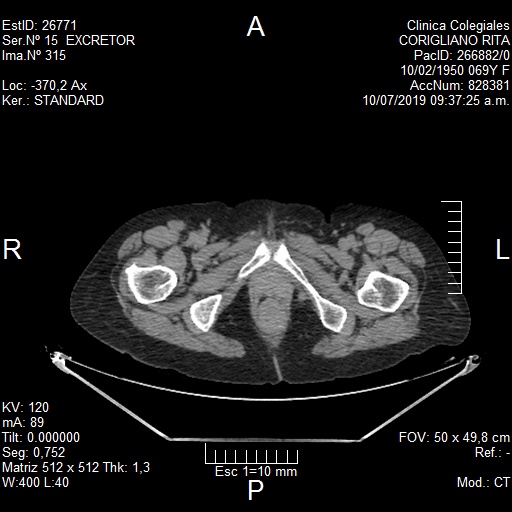 EstID: 26771
Ser.Nº 15 EXCRETOR
Ima.Nº 315
Loc: -370,2 Ax
Ker.: STANDARD
A
Clinica Colegiales
CORIGLIANO RITA
PacID: 266882/0
10/02/1950 069Y F
AccNum: 828381
10/07/2019 09:37:25 a.m.
R
L
KV: 120
mA: 89
Tilt: 0.000000
Seg: 0,752
Matriz 512 x 512 Thk: 1,3
W:400 L:40
Esc 1=10 mm
P
FOV: 50 x 49,8 cm
Ref.: -
Mod.: CT